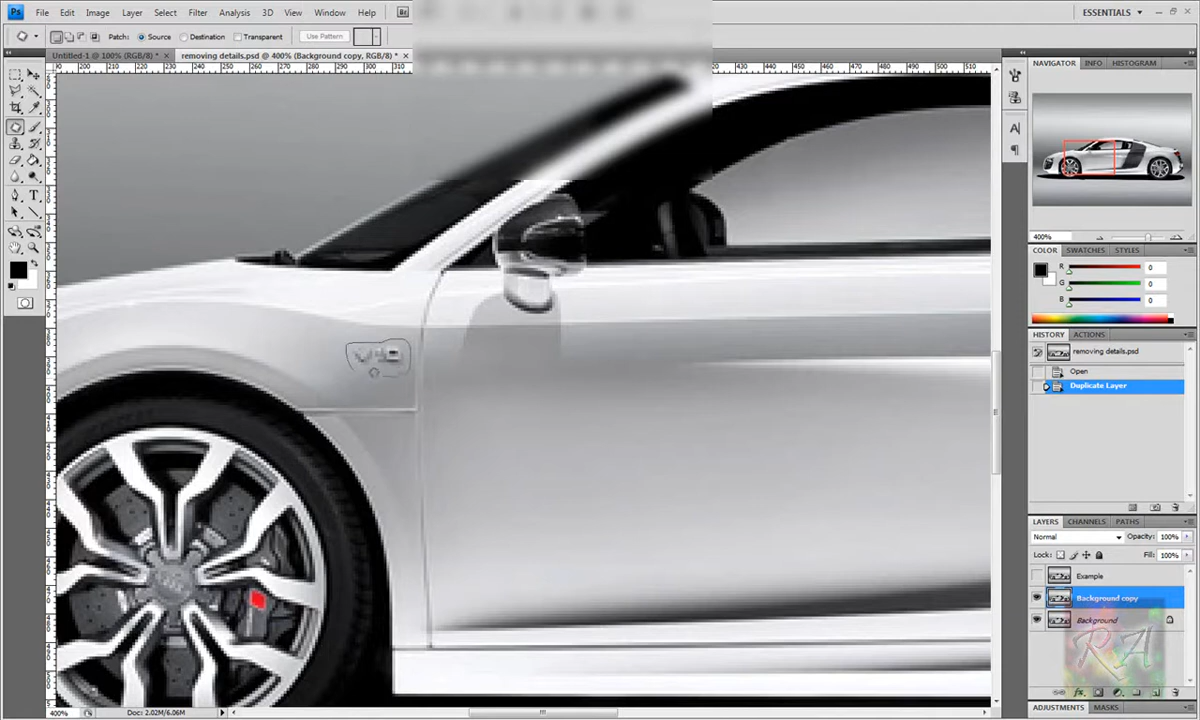 Ps File Edit Image Layer Select Filter Analysis 3D View Window Help Br ESSENTIALS
Patch: Source Destination Transparent Use Pattern
Untitled-1 @ 100% (RGB/8) * × removing details.psd @ 400% (Background copy, RGB/8) * ×
NAVIGATOR INFO HISTOGRAM
400%
COLOR SWATCHES STYLES
R 0
G 0
B 0
HISTORY ACTIONS
removing details.psd
Open
Duplicate Layer
LAYERS CHANNELS PATHS
Normal Opacity: 100%
Lock: Fill: 100%
Example
Background copy
Background
RA
ADJUSTMENTS MASKS
400% Doc: 2.02M/6.06M